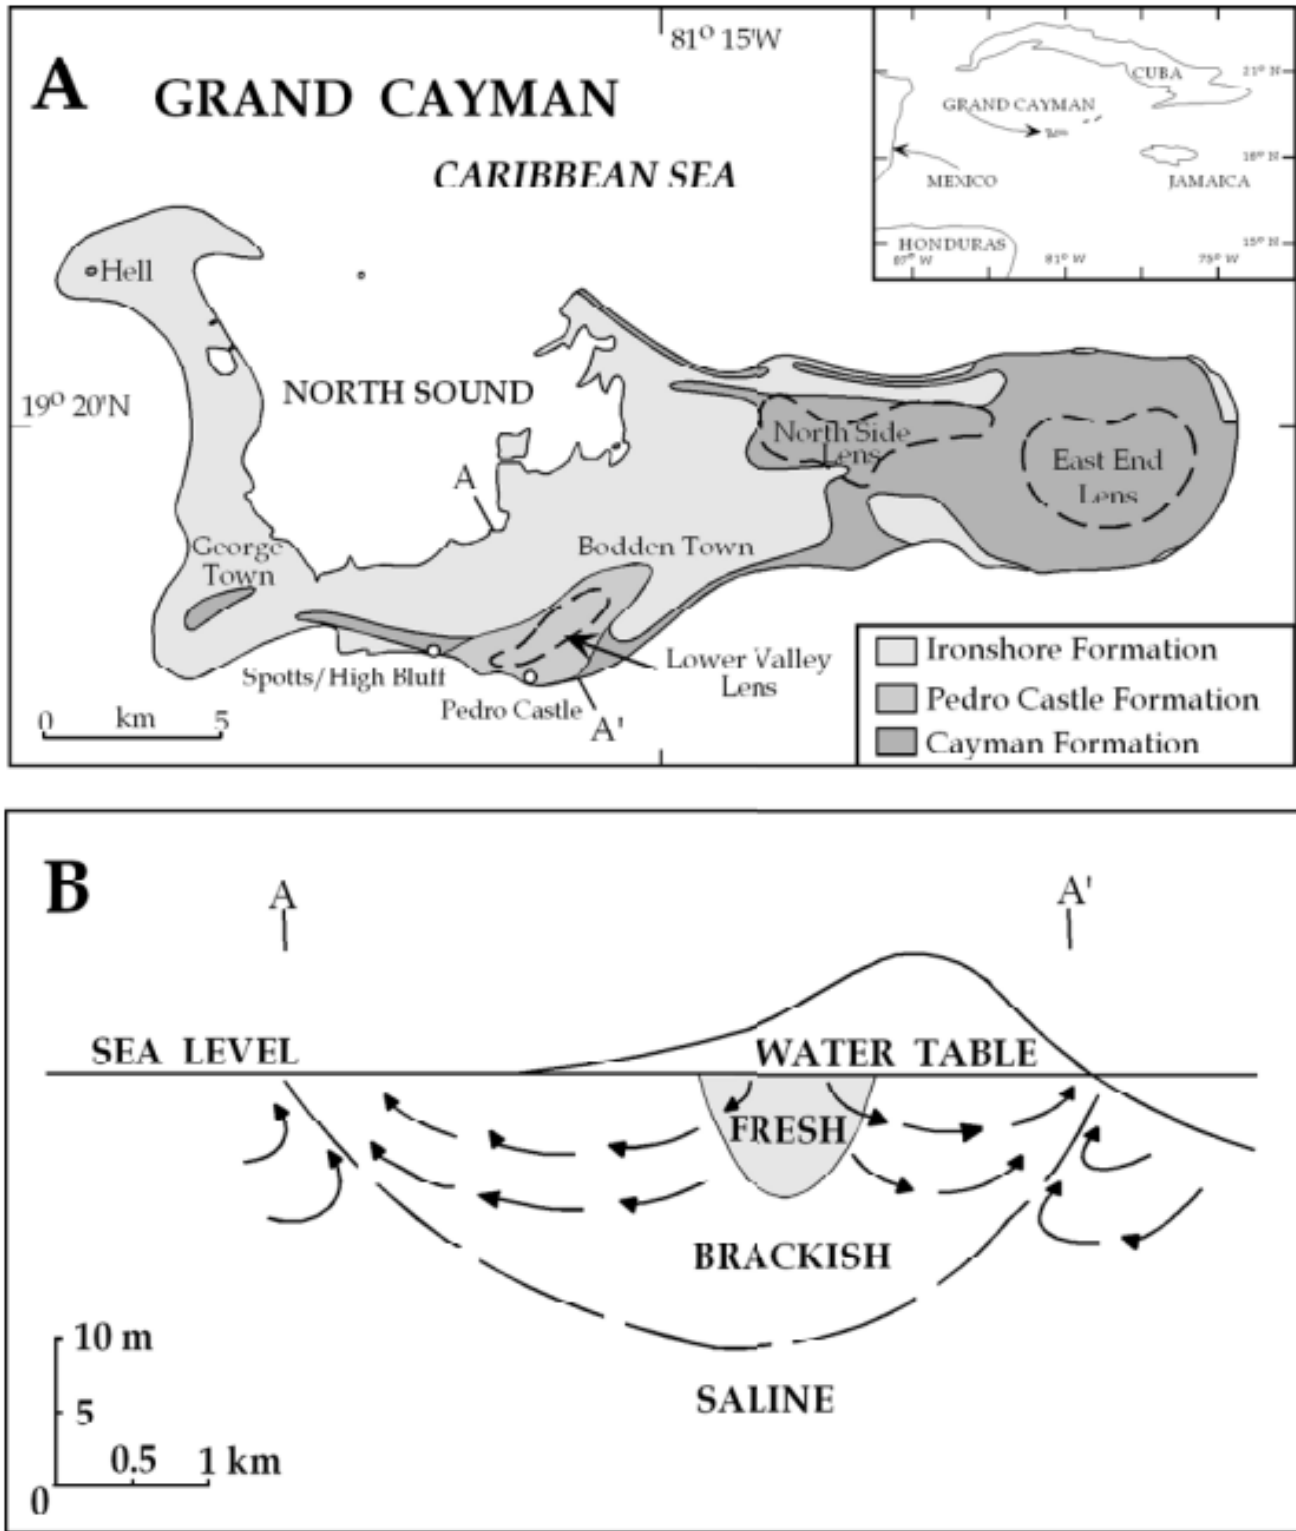 A
GRAND CAYMAN
81° 15'W
CARIBBEAN SEA
CUBA
21° N
GRAND CAYMAN
18° N
MEXICO
JAMAICA
HONDURAS
15° N
87° W
81° W
75° W
Hell
19° 20'N
NORTH SOUND
North Side
Lens
East End
Lens
A
George
Town
Bodden Town
Spotts/High Bluff
Lower Valley
Lens
Pedro Castle
A'
0 km 5
Ironshore Formation
Pedro Castle Formation
Cayman Formation
B
A
A'
SEA LEVEL
WATER TABLE
FRESH
BRACKISH
SALINE
10 m
5
0.5 1 km
0